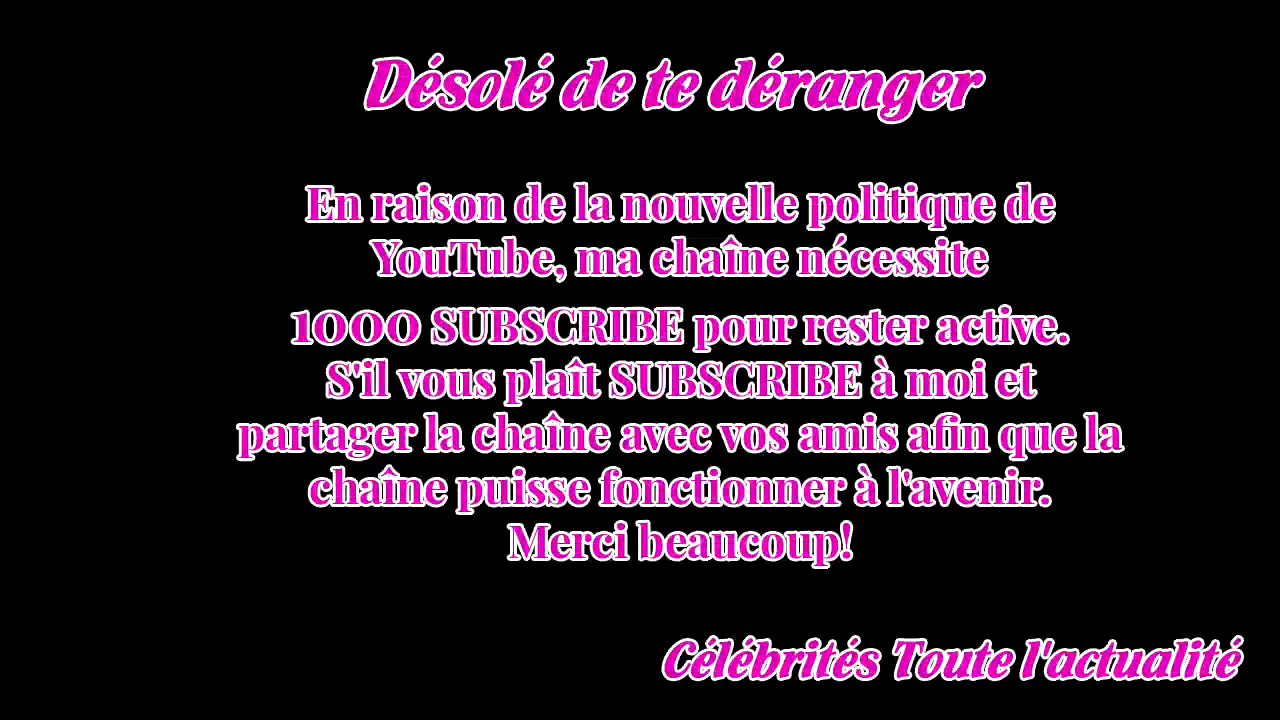 Désolé de te déranger
En raison de la nouvelle politique de
YouTube, ma chaîne nécessite
1000 SUBSCRIBE pour rester active.
S'il vous plaît SUBSCRIBE à moi et
partager la chaîne avec vos amis afin que la
chaîne puisse fonctionner à l'avenir.
Merci beaucoup!
Célébrités Toute l'actualité